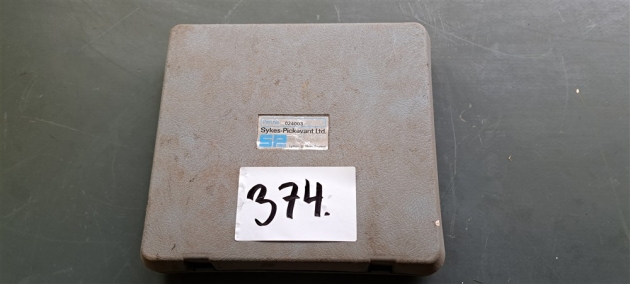 024003
Sykes-Pickavant Ltd.
SP
374.